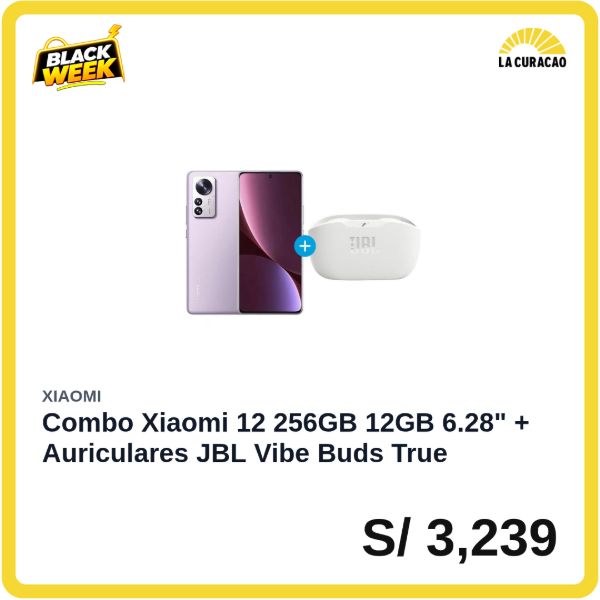 BLACK
WEEK
LA CURACAO
JBL
XIAOMI
Combo Xiaomi 12 256GB 12GB 6.28" +
Auriculares JBL Vibe Buds True
S/ 3,239